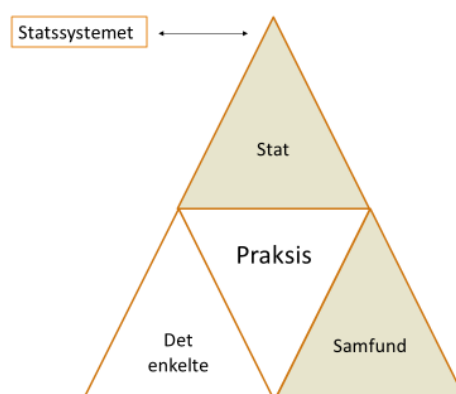 Statssystemet
Stat
Praksis
Det
enkelte
Samfund